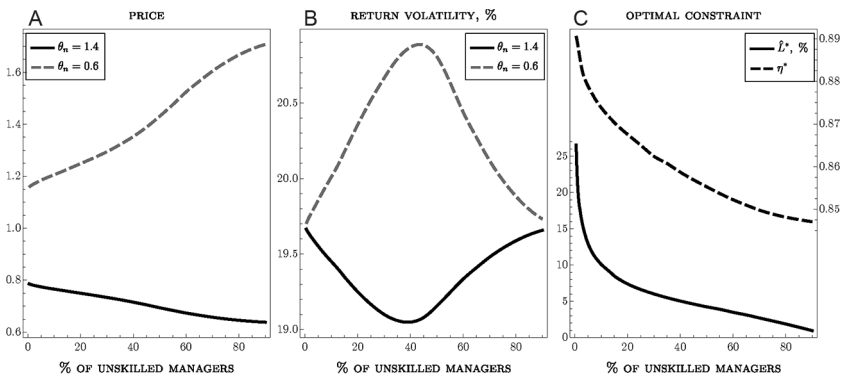 A PRICE
θn = 1.4
θn = 0.6
1.6
1.4
1.2
1.0
0.8
0.6
0 20 40 60 80
% OF UNSKILLED MANAGERS
B RETURN VOLATILITY, %
θn = 1.4
θn = 0.6
20.5
20.0
19.5
19.0
0 20 40 60 80
% OF UNSKILLED MANAGERS
C OPTIMAL CONSTRAINT
L̂*, %
η*
25
20
15
10
5
0
0.89
0.88
0.87
0.86
0.85
0 20 40 60 80
% OF UNSKILLED MANAGERS